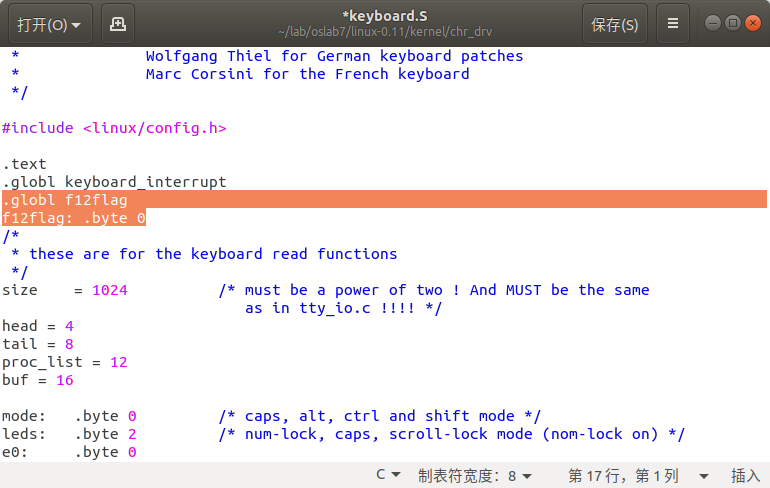 打开(O)
*keyboard.S
~/lab/oslab7/linux-0.11/kernel/chr_drv
保存(S)
 *              Wolfgang Thiel for German keyboard patches
 *              Marc Corsini for the French keyboard
 */
#include <linux/config.h>
.text
.globl keyboard_interrupt
.globl f12flag
f12flag: .byte 0
/*
 * these are for the keyboard read functions
 */
size    = 1024          /* must be a power of two ! And MUST be the same
                           as in tty_io.c !!!! */
head = 4
tail = 8
proc_list = 12
buf = 16
mode:   .byte 0         /* caps, alt, ctrl and shift mode */
leds:   .byte 2         /* num-lock, caps, scroll-lock mode (nom-lock on) */
e0:     .byte 0
C 制表符宽度：8 第 17 行，第 1 列 插入